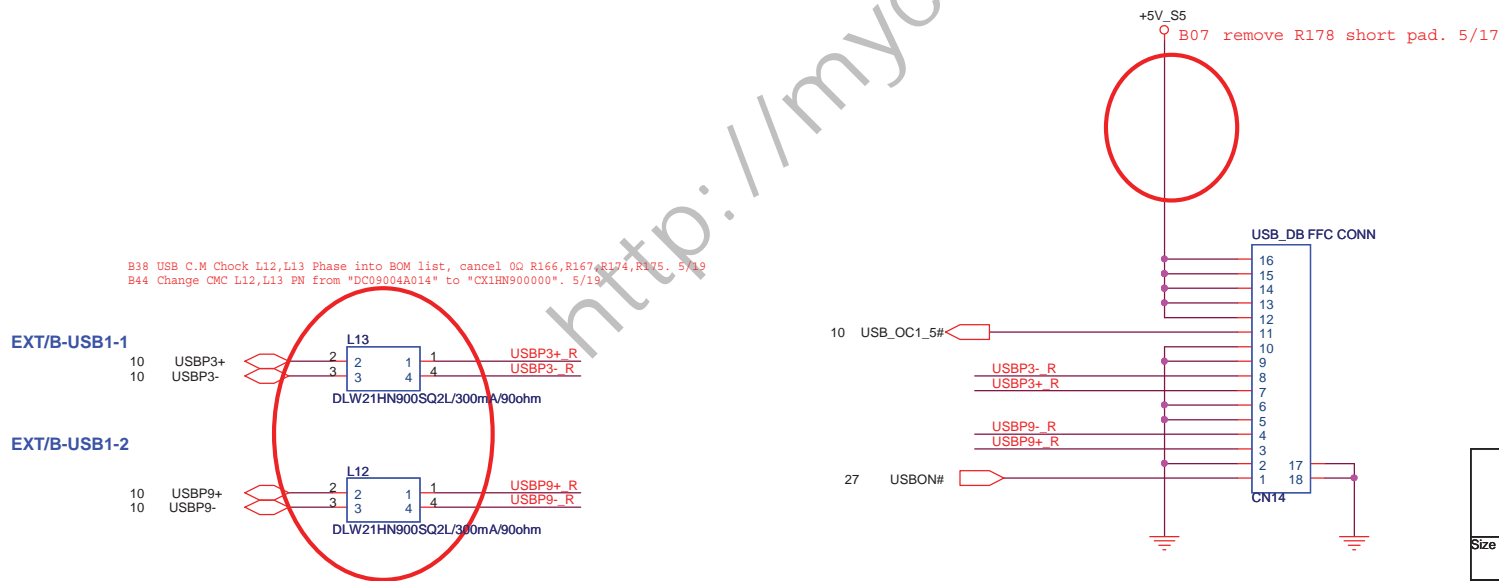 +5V_S5
B07 remove R178 short pad. 5/17
http://myc
B38 USB C.M Chock L12,L13 Phase into BOM list, cancel 0Ω R166,R167,R174,R175. 5/19
B44 Change CMC L12,L13 PN from "DC09004A014" to "CX1HN900000". 5/19
EXT/B-USB1-1
L13
10 USBP3+ 2 2 1 1 USBP3+_R
10 USBP3- 3 3 4 4 USBP3-_R
DLW21HN900SQ2L/300mA/90ohm
EXT/B-USB1-2
L12
10 USBP9+ 2 2 1 1 USBP9+_R
10 USBP9- 3 3 4 4 USBP9-_R
DLW21HN900SQ2L/300mA/90ohm
USB_DB FFC CONN
16
15
14
13
12
10 USB_OC1_5# 11
10
9
USBP3-_R 8
USBP3+_R 7
6
5
USBP9-_R 4
USBP9+_R 3
2 17
27 USBON# 1 18
CN14
Size